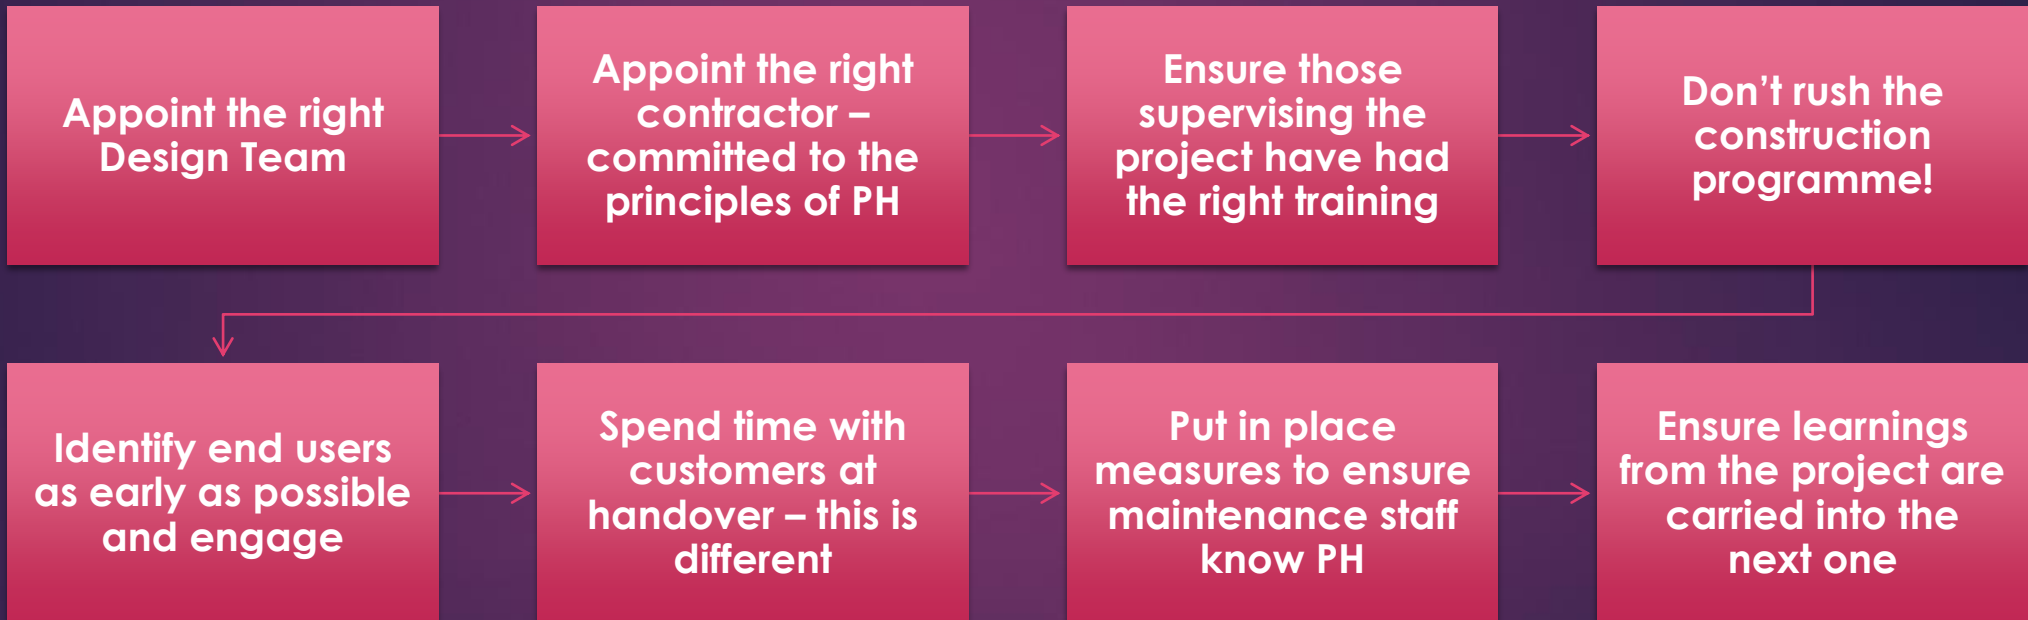 Appoint the right
Design Team
Appoint the right
contractor –
committed to the
principles of PH
Ensure those
supervising the
project have had
the right training
Don’t rush the
construction
programme!
Identify end users
as early as possible
and engage
Spend time with
customers at
handover – this is
different
Put in place
measures to ensure
maintenance staff
know PH
Ensure learnings
from the project are
carried into the
next one